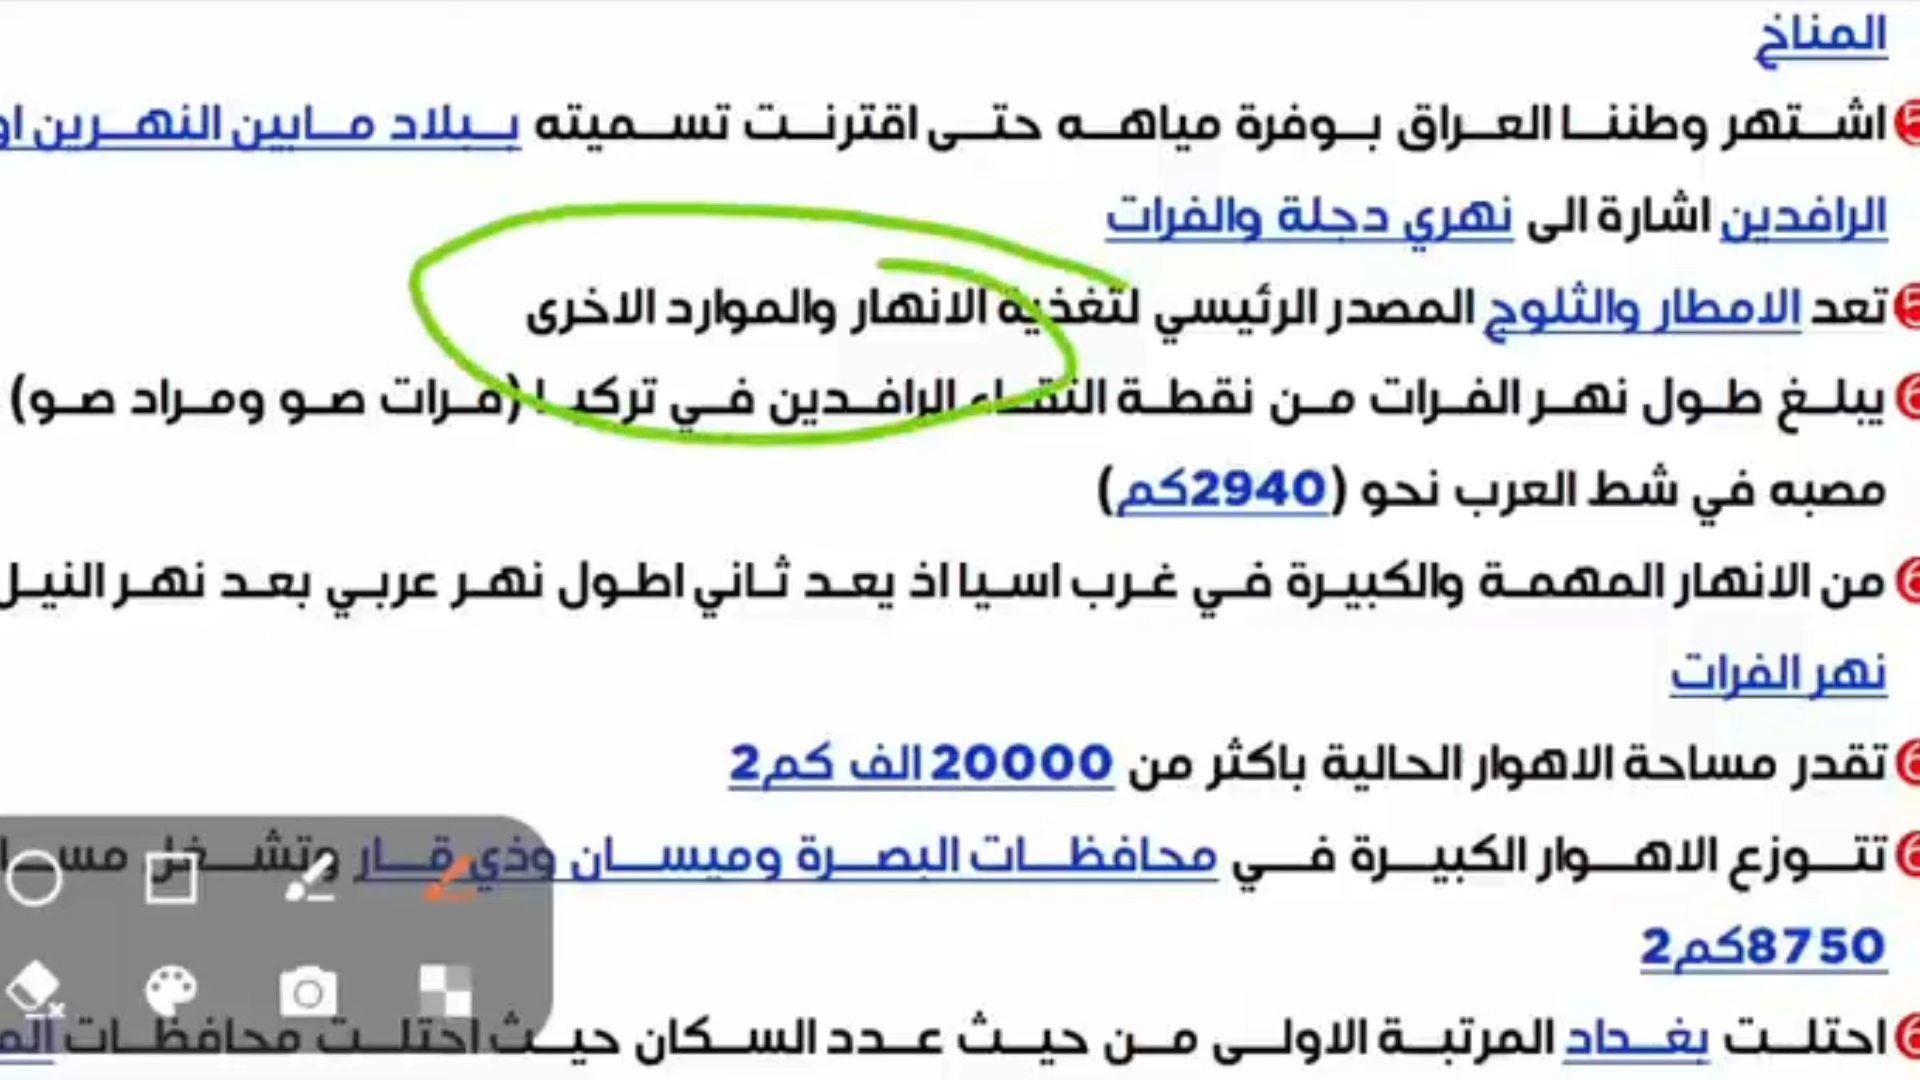 المناخ
اشتهر وطننا العراق بوفرة مياهه حتى اقترنت تسميته ببلاد مابين النهرين او
الرافدين اشارة الى نهري دجلة والفرات
تعد الامطار والثلوج المصدر الرئيسي لتغذية الانهار والموارد الاخرى
يبلغ طول نهر الفرات من نقطة التقاء الرافدين في تركيا (فرات صو ومراد صو)
مصبه في شط العرب نحو (2940كم)
من الانهار المهمة والكبيرة في غرب اسيا اذ يعد ثاني اطول نهر عربي بعد نهر النيل
نهر الفرات
تقدر مساحة الاهوار الحالية باكثر من 20000 الف كم2
تتوزع الاهوار الكبيرة في محافظات البصرة وميسان وذي قار وتشغل
8750كم2
احتلت بغداد المرتبة الاولى من حيث عدد السكان حيث احتلت محافظات